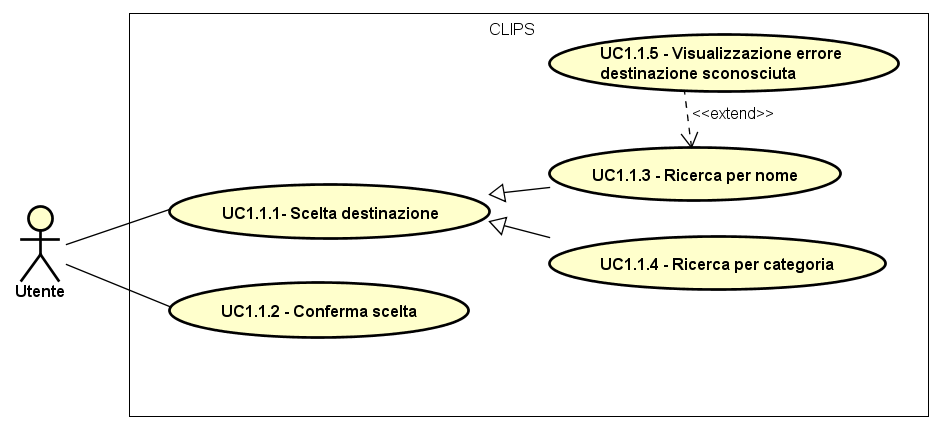 CLIPS
UC1.1.5 - Visualizzazione errore
destinazione sconosciuta
<<extend>>
UC1.1.3 - Ricerca per nome
UC1.1.1- Scelta destinazione
UC1.1.4 - Ricerca per categoria
Utente
UC1.1.2 - Conferma scelta